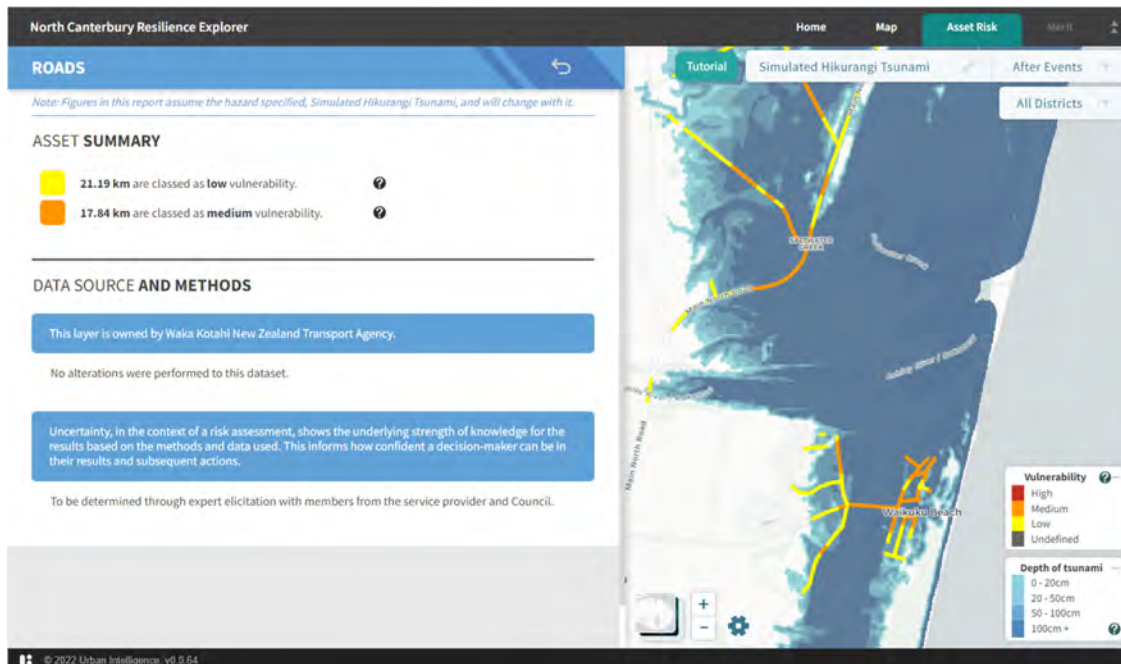 North Canterbury Resilience Explorer
Home
Map
Asset Risk
Merit
ROADS
Tutorial
Simulated Hikurangi Tsunami
After Events
All Districts
Note: Figures in this report assume the hazard specified, Simulated Hikurangi Tsunami, and will change with it.
ASSET SUMMARY
21.19 km are classed as low vulnerability.
17.84 km are classed as medium vulnerability.
DATA SOURCE AND METHODS
This layer is owned by Waka Kotahi New Zealand Transport Agency.
No alterations were performed to this dataset.
Uncertainty, in the context of a risk assessment, shows the underlying strength of knowledge for the
results based on the methods and data used. This informs how confident a decision-maker can be in
their results and subsequent actions.
To be determined through expert elicitation with members from the service provider and Council.
SALTWATER
CREEK
Main North Road
Main North Road
Waikuku Beach
Vulnerability
High
Medium
Low
Undefined
Depth of tsunami
0 - 20cm
20 - 50cm
50 - 100cm
100cm +
+
−
© 2022 Urban Intelligence v0.0.64